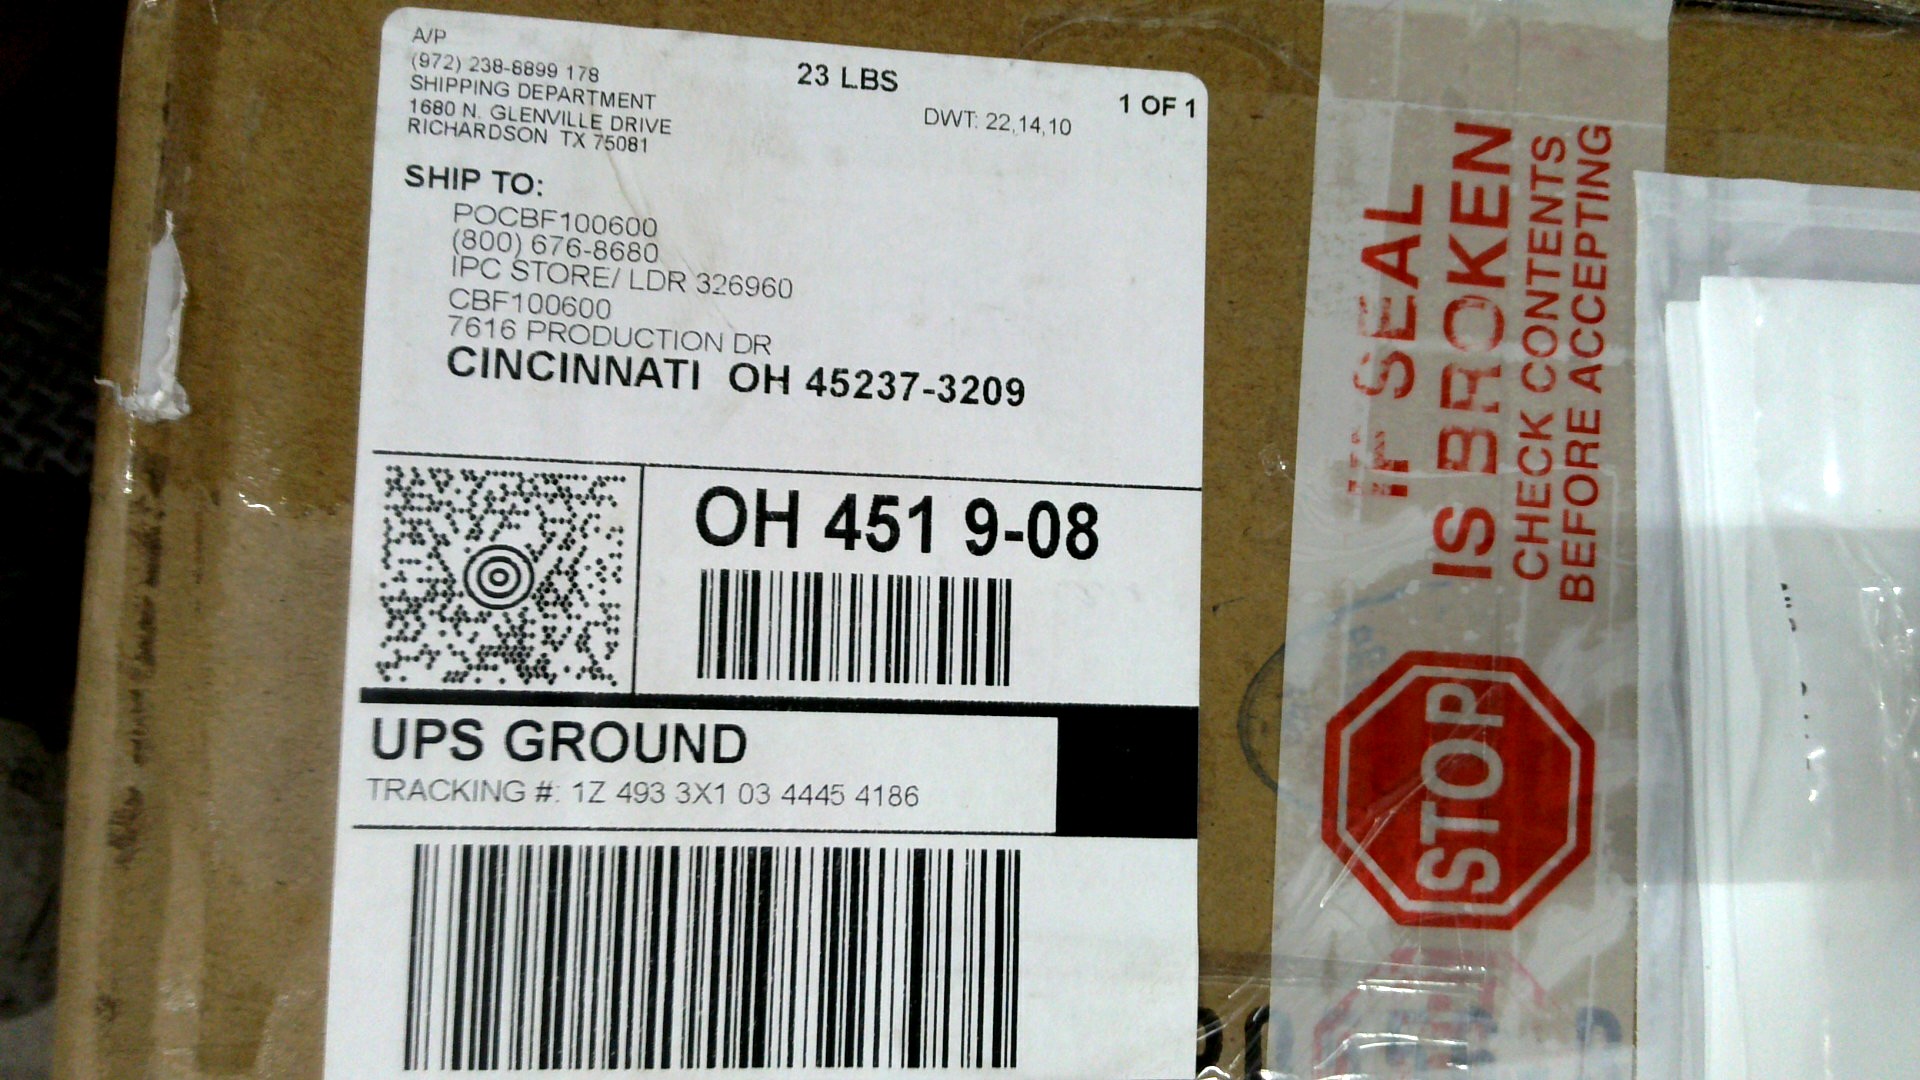 A/P
(972) 238-8899 178
SHIPPING DEPARTMENT
1680 N. GLENVILLE DRIVE
RICHARDSON TX 75081
23 LBS
1 OF 1
DWT: 22,14,10
SHIP TO:
POCBF100600
(800) 676-8680
IPC STORE/ LDR 326960
CBF100600
7616 PRODUCTION DR
CINCINNATI OH 45237-3209
OH 451 9-08
UPS GROUND
TRACKING #: 1Z 493 3X1 03 4445 4186
IF SEAL
IS BROKEN
CHECK CONTENTS
BEFORE ACCEPTING
STOP